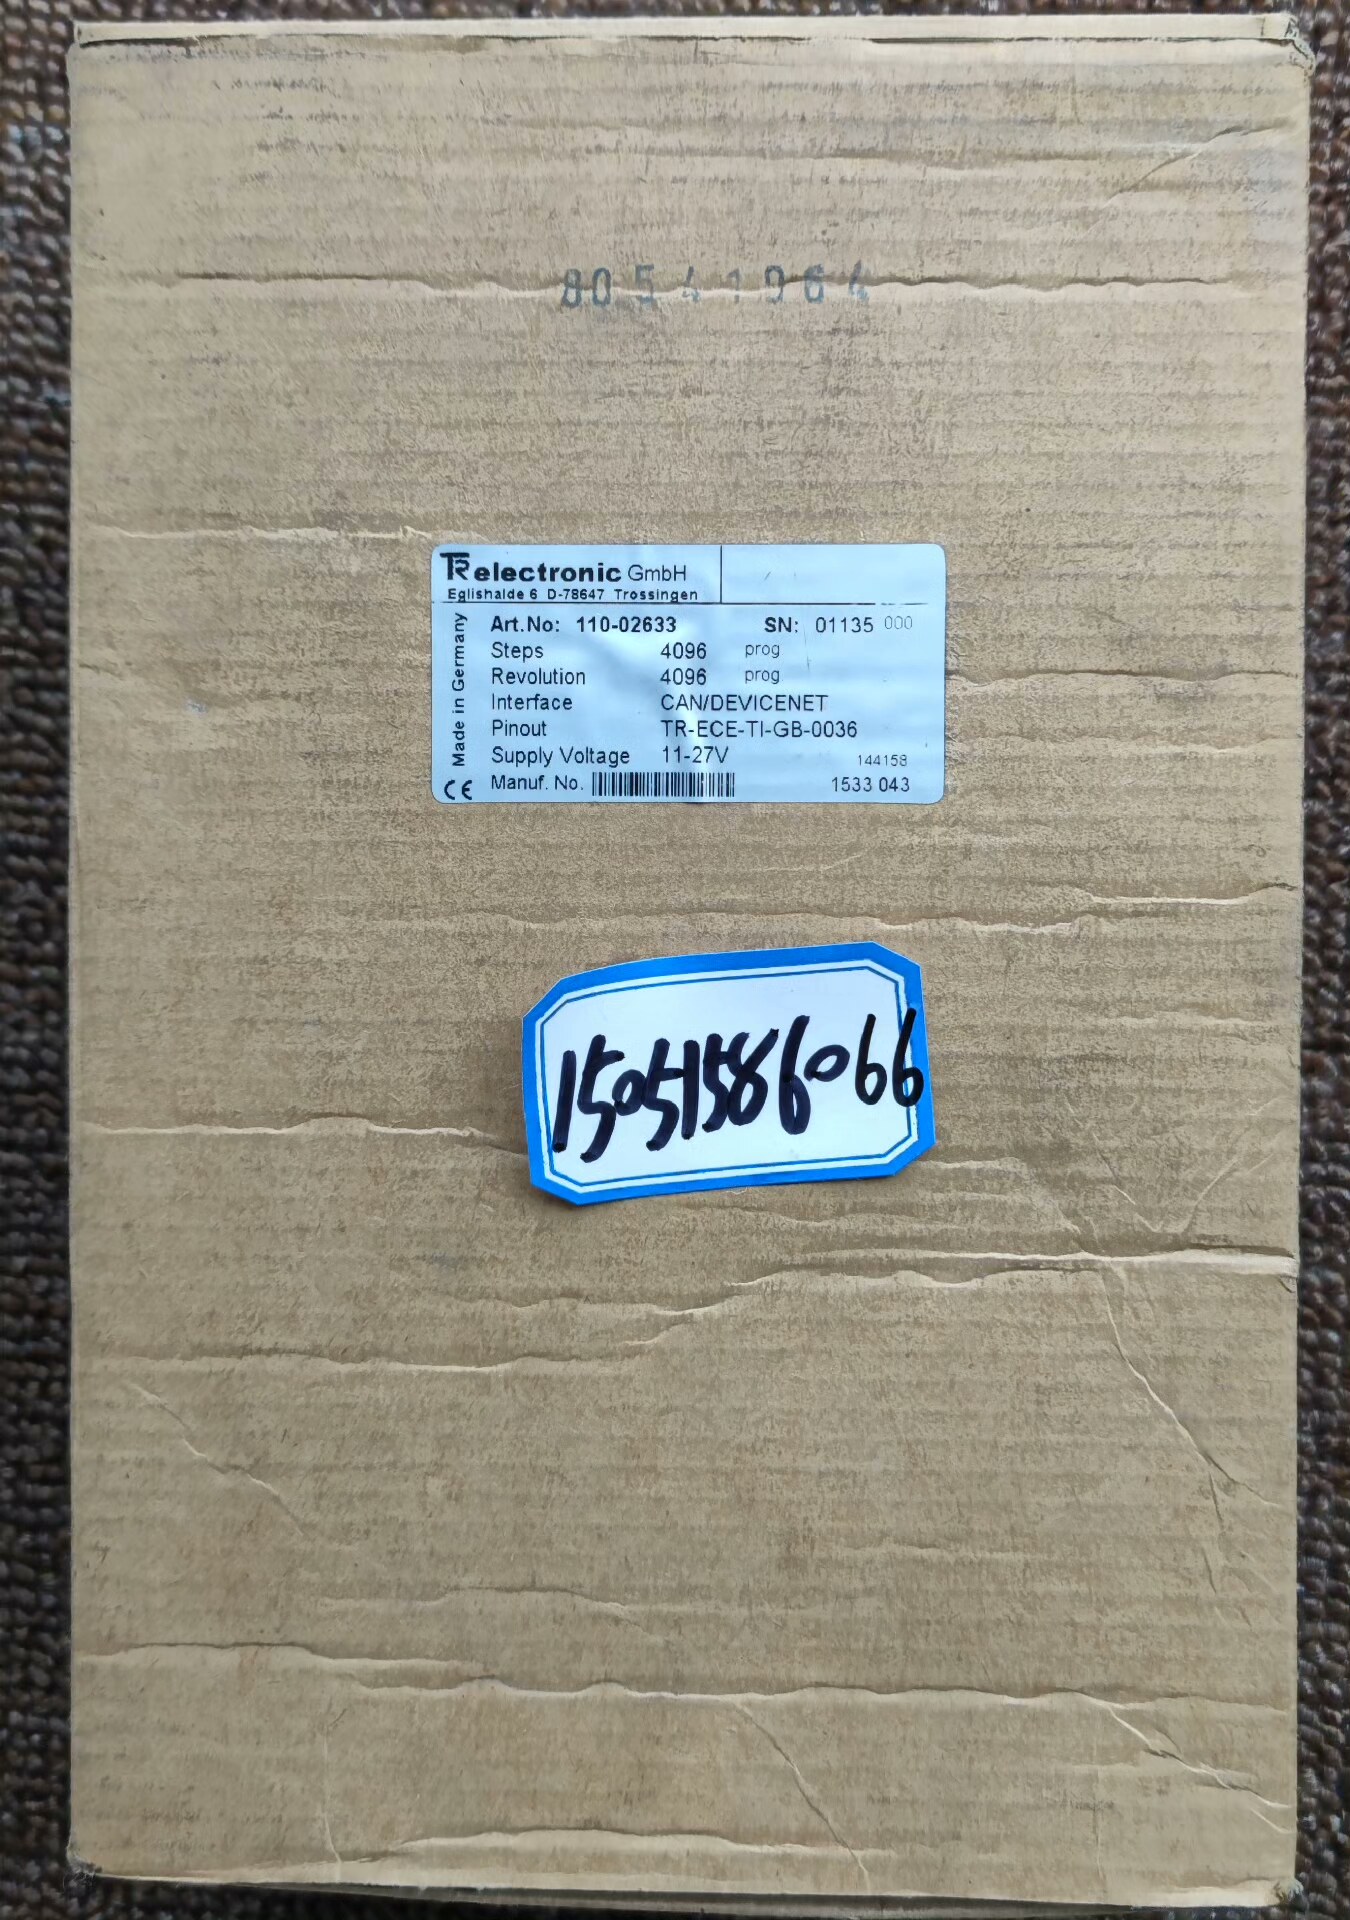 80541964
TR electronic GmbH
Eglishalde 6 D-78647 Trossingen
Made in Germany
Art.No: 110-02633 SN: 01135 000
Steps 4096 prog
Revolution 4096 prog
Interface CAN/DEVICENET
Pinout TR-ECE-TI-GB-0036
Supply Voltage 11-27V 144158
CE Manuf. No. 1533 043
15051586066